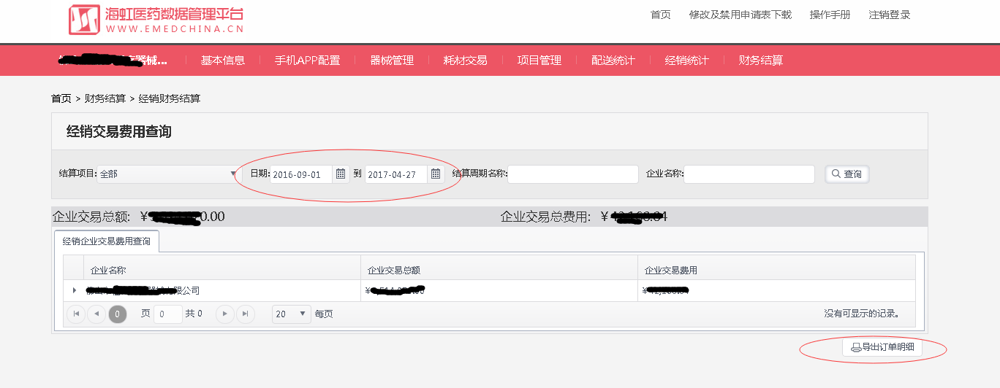 海虹医药数据管理平台
WWW.EMEDCHINA.CN
首页 修改及禁用申请表下载 操作手册 注销登录
器械... 基本信息 手机APP配置 器械管理 耗材交易 项目管理 配送统计 经销统计 财务结算
首页 > 财务结算 > 经销财务结算
经销交易费用查询
结算项目: 全部 日期: 2016-09-01 到 2017-04-27 结算周期名称: 企业名称: 查询
企业交易总额: ¥ 0.00 企业交易总费用: ¥
经销企业交易费用查询
企业名称 企业交易总额 企业交易费用
限公司 ¥ ¥
0 页 0 共 0 20 每页 没有可显示的记录。
导出订单明细